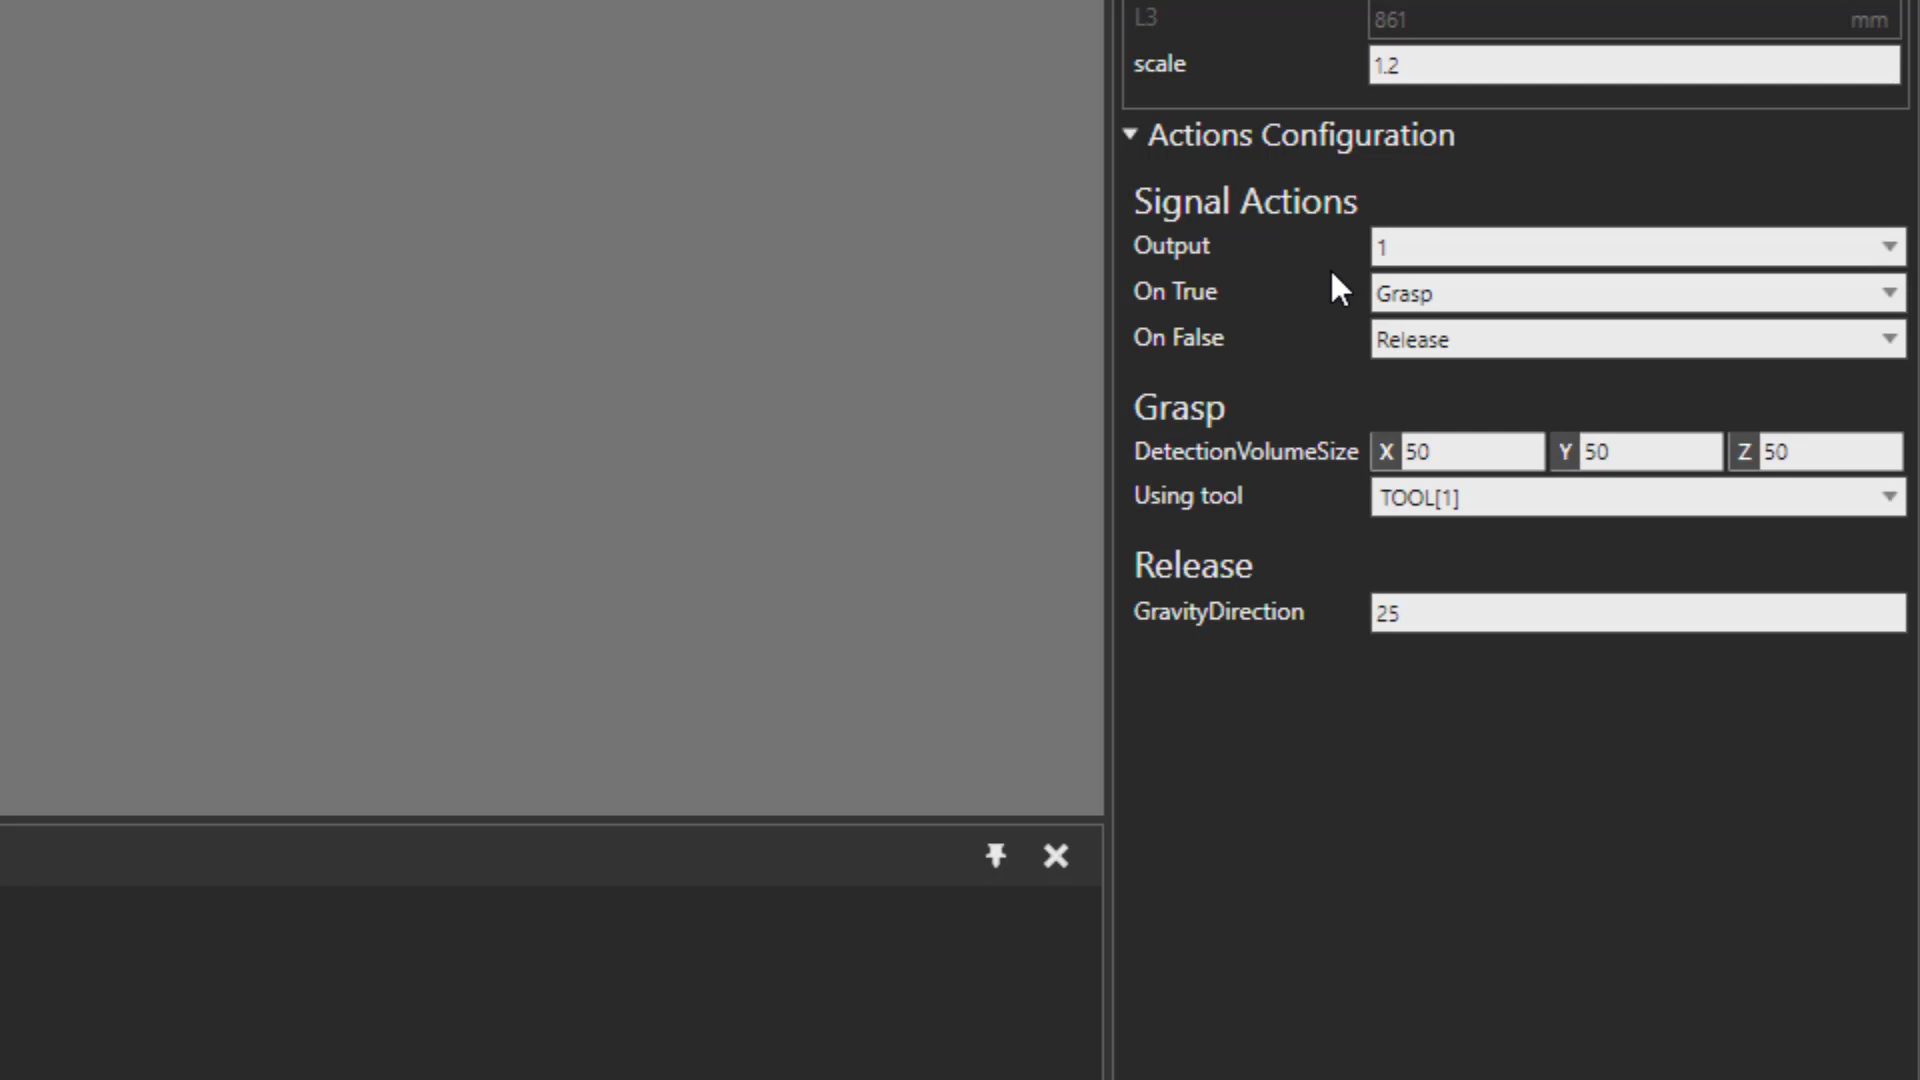 L3 861 mm
scale 1.2
Actions Configuration
Signal Actions
Output 1
On True Grasp
On False Release
Grasp
DetectionVolumeSize X 50 Y 50 Z 50
Using tool TOOL[1]
Release
GravityDirection 25